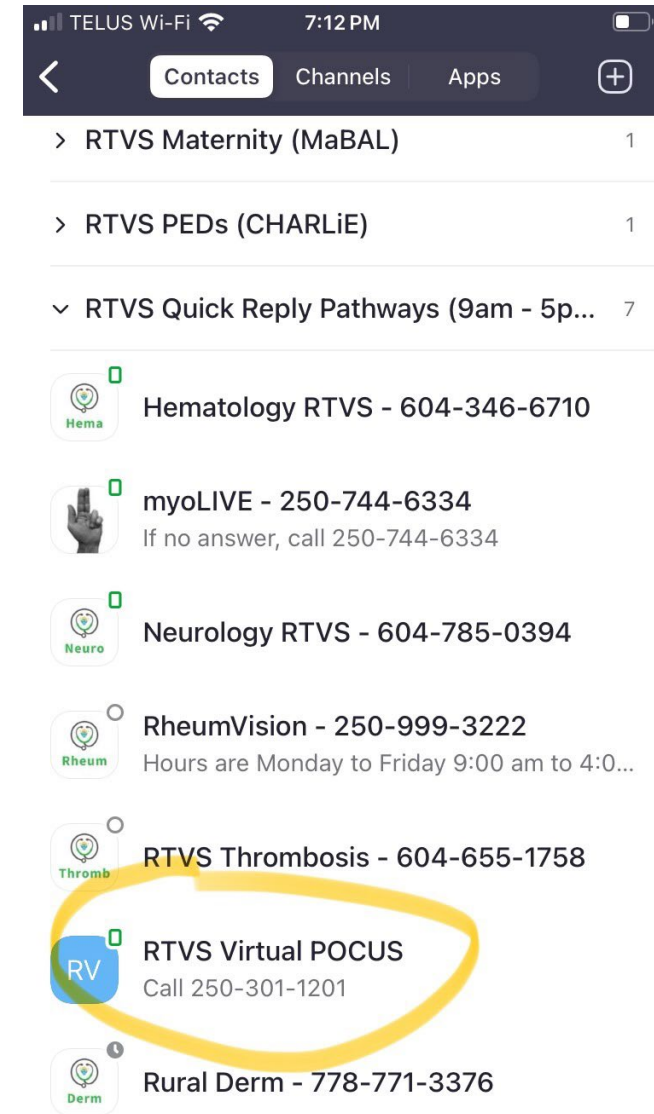 TELUS Wi-Fi 7:12 PM
Contacts Channels Apps
RTVS Maternity (MaBAL) 1
RTVS PEDs (CHARLiE) 1
RTVS Quick Reply Pathways (9am - 5p... 7
Hema
Hematology RTVS - 604-346-6710
myoLIVE - 250-744-6334
If no answer, call 250-744-6334
Neuro
Neurology RTVS - 604-785-0394
Rheum
RheumVision - 250-999-3222
Hours are Monday to Friday 9:00 am to 4:0...
Thromb
RTVS Thrombosis - 604-655-1758
RV
RTVS Virtual POCUS
Call 250-301-1201
Derm
Rural Derm - 778-771-3376